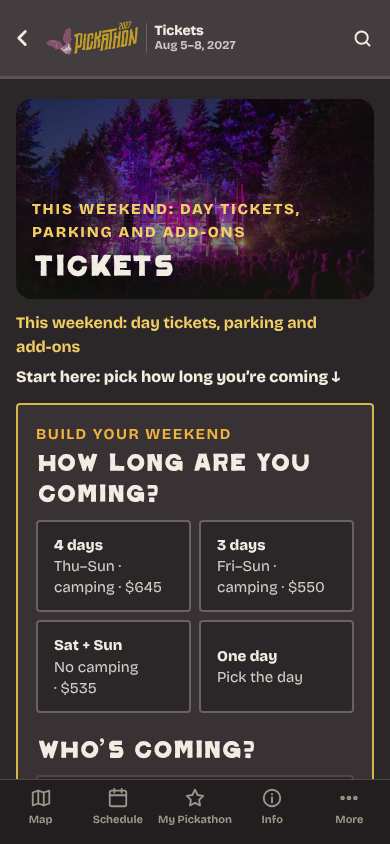 2027
PICKATHON
Tickets
Aug 5–8, 2027
THIS WEEKEND: DAY TICKETS,
PARKING AND ADD-ONS
TICKETS
This weekend: day tickets, parking and
add-ons
Start here: pick how long you're coming ↓
BUILD YOUR WEEKEND
HOW LONG ARE YOU
COMING?
4 days
Thu–Sun ·
camping · $645
3 days
Fri–Sun ·
camping · $550
Sat + Sun
No camping
· $535
One day
Pick the day
WHO'S COMING?
Map
Schedule
My Pickathon
Info
More